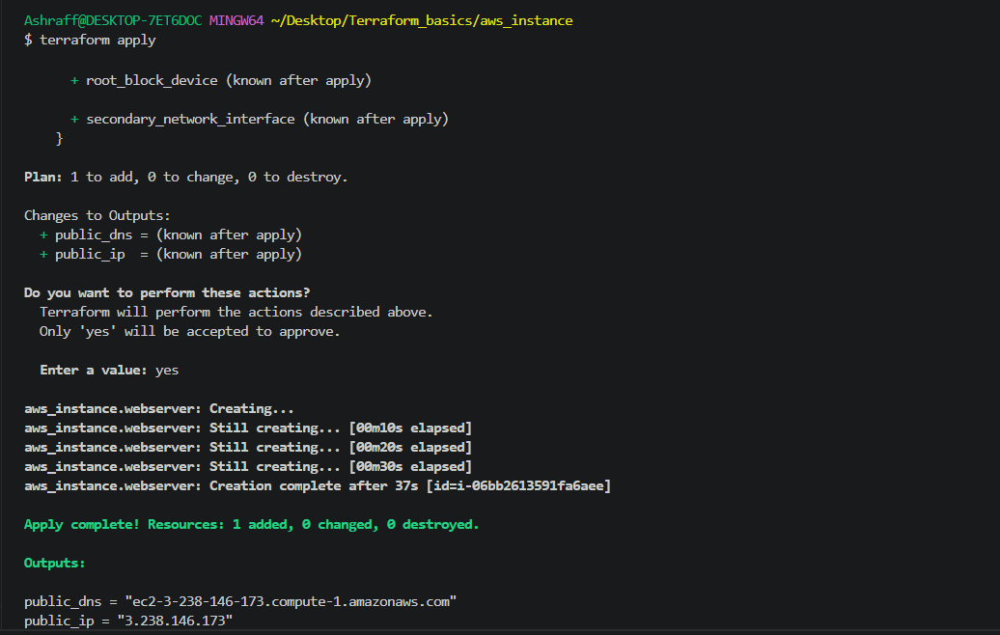 Ashraff@DESKTOP-7ET6DOC MINGW64 ~/Desktop/Terraform_basics/aws_instance
$ terraform apply
+ root_block_device (known after apply)
+ secondary_network_interface (known after apply)
}
Plan: 1 to add, 0 to change, 0 to destroy.
Changes to Outputs:
+ public_dns = (known after apply)
+ public_ip  = (known after apply)
Do you want to perform these actions?
Terraform will perform the actions described above.
Only 'yes' will be accepted to approve.
Enter a value: yes
aws_instance.webserver: Creating...
aws_instance.webserver: Still creating... [00m10s elapsed]
aws_instance.webserver: Still creating... [00m20s elapsed]
aws_instance.webserver: Still creating... [00m30s elapsed]
aws_instance.webserver: Creation complete after 37s [id=i-06bb2613591fa6aee]
Apply complete! Resources: 1 added, 0 changed, 0 destroyed.
Outputs:
public_dns = "ec2-3-238-146-173.compute-1.amazonaws.com"
public_ip = "3.238.146.173"